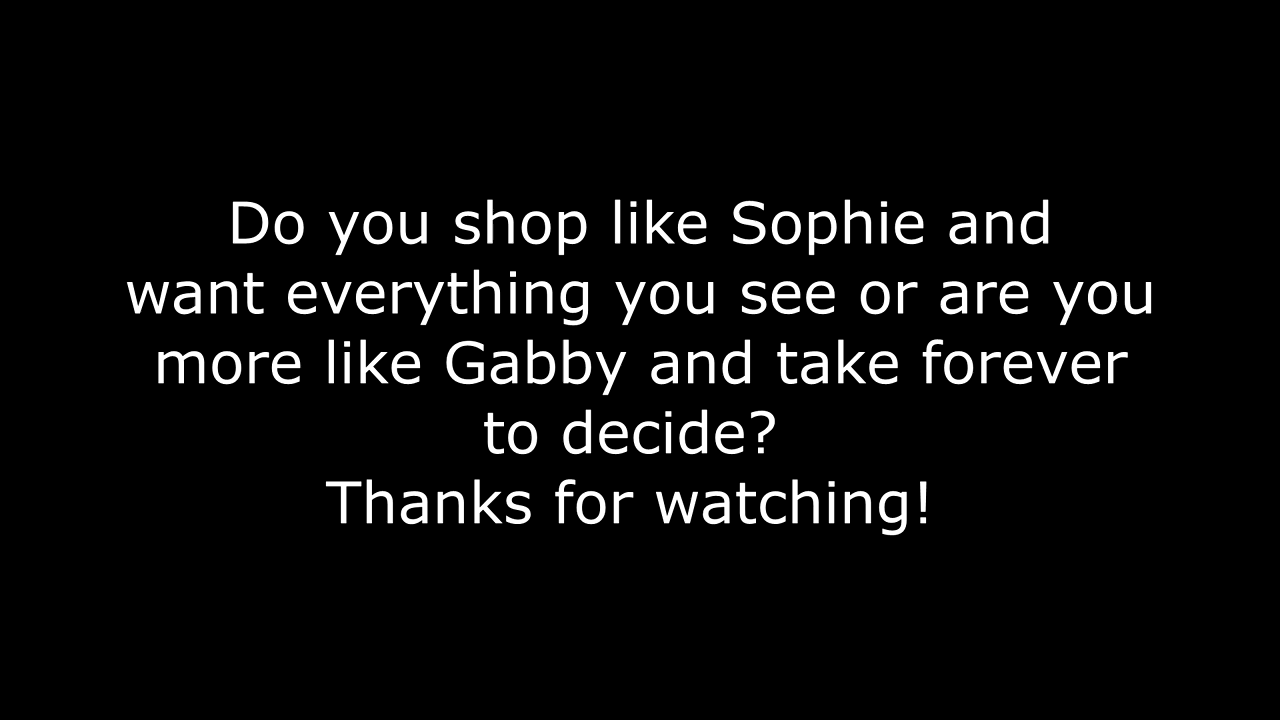 Do you shop like Sophie and
want everything you see or are you
more like Gabby and take forever
to decide?
Thanks for watching!